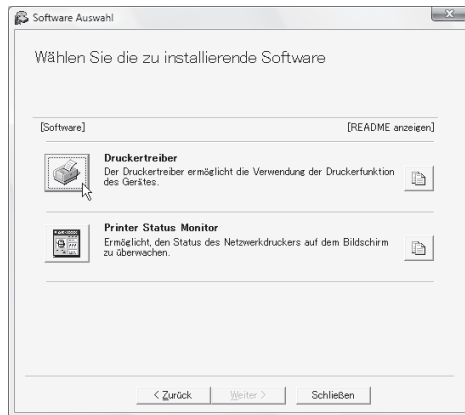 Software Auswahl
Wählen Sie die zu installierende Software
[Software] [README anzeigen]
Druckertreiber
Der Druckertreiber ermöglicht die Verwendung der Druckerfunktion
des Gerätes.
Printer Status Monitor
Ermöglicht, den Status des Netzwerkdruckers auf dem Bildschirm
zu überwachen.
< Zurück Weiter > Schließen